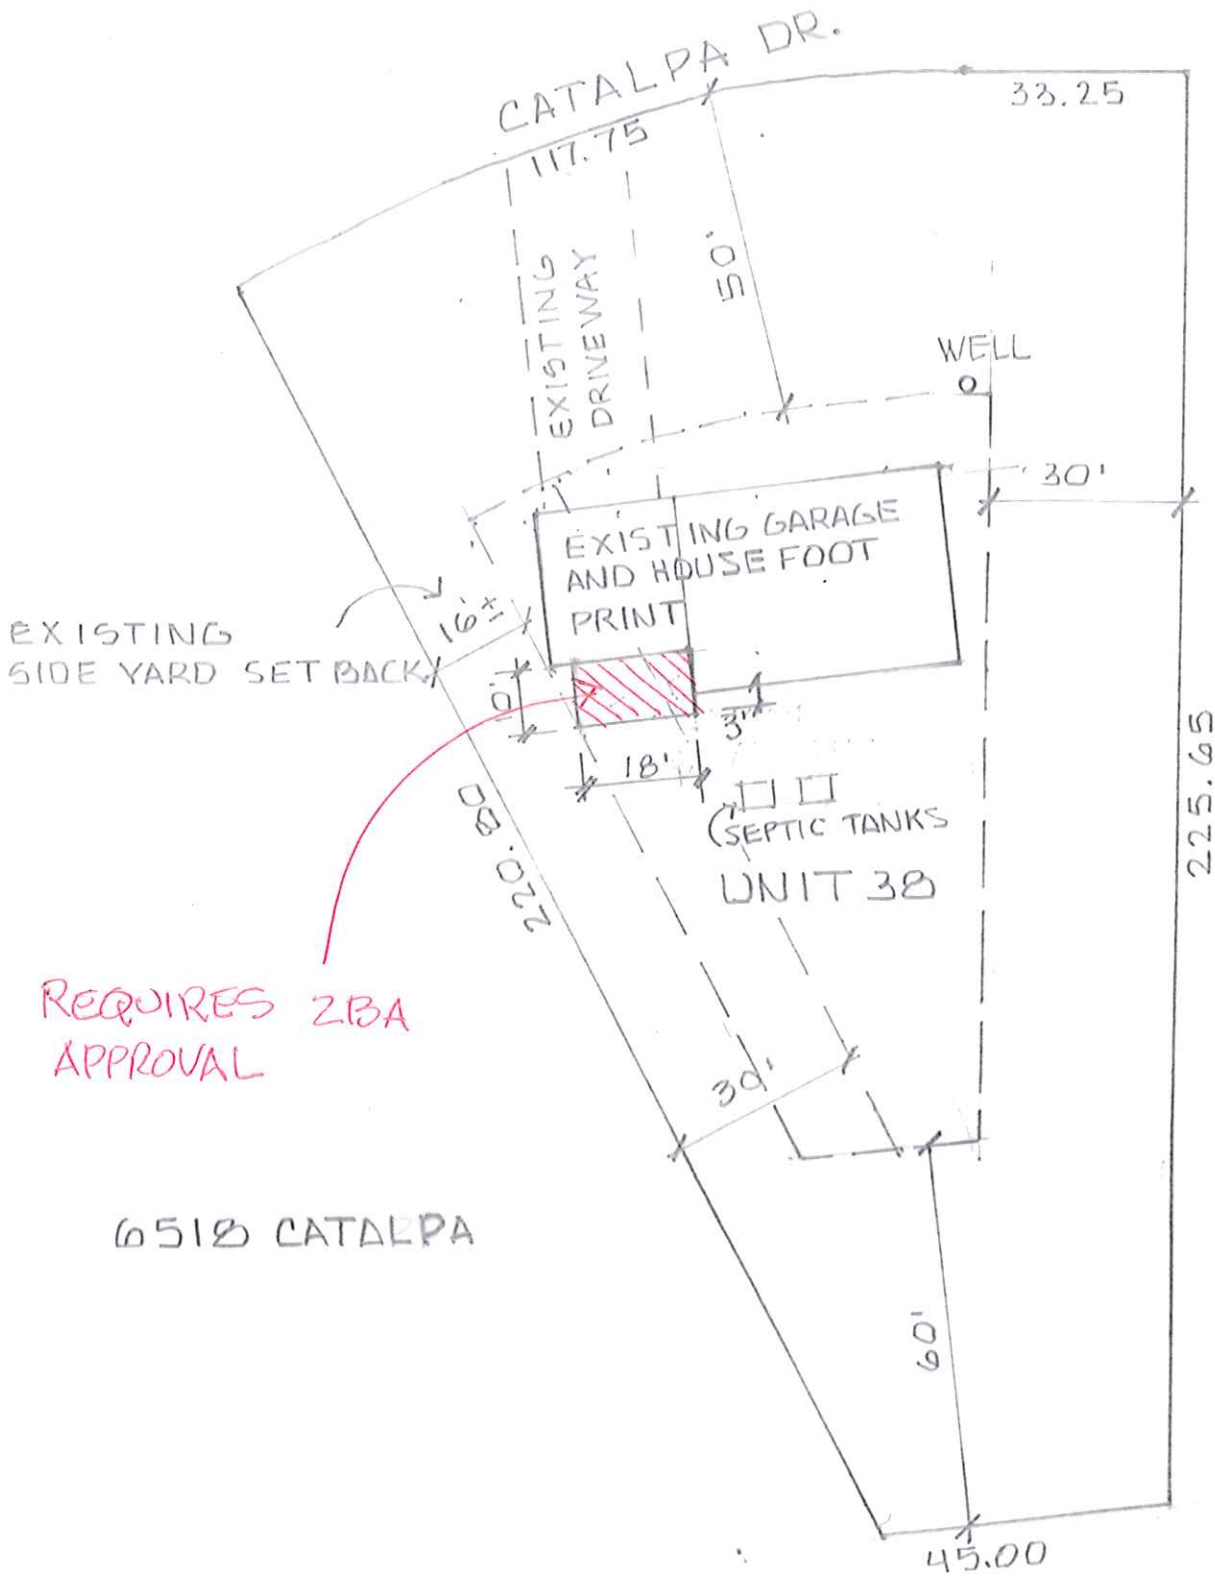 CATALPA DR.
117.75
33.25
50'
EXISTING
DRIVEWAY
WELL
30'
EXISTING GARAGE
AND HOUSE FOOT
PRINT
16'±
EXISTING
SIDE YARD SETBACK
10'
3'
18'
SEPTIC TANKS
UNIT 38
220.80
225.65
REQUIRES ZBA
APPROVAL
30'
6518 CATALPA
60'
45.00